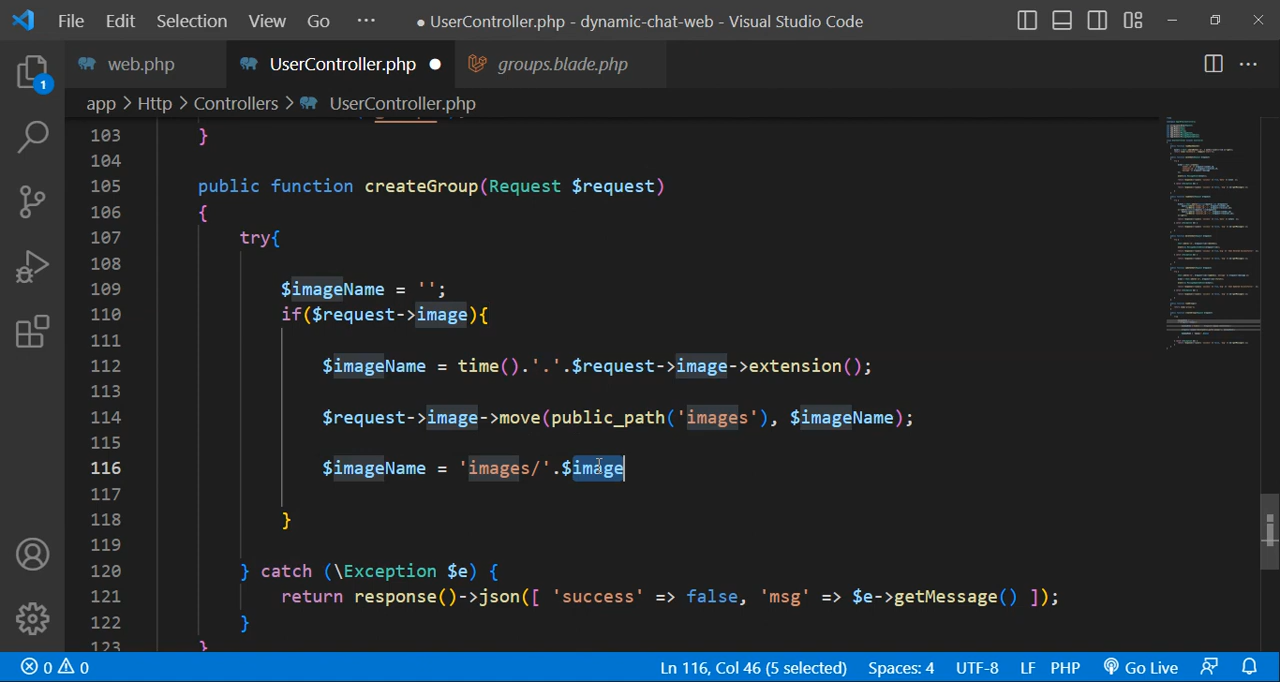 File Edit Selection View Go ··· ● UserController.php - dynamic-chat-web - Visual Studio Code
web.php UserController.php ● groups.blade.php ···
1
app > Http > Controllers > UserController.php
103 }
104
105 public function createGroup(Request $request)
106 {
107 try{
108
109 $imageName = '';
110 if($request->image){
111
112 $imageName = time().'.'.$request->image->extension();
113
114 $request->image->move(public_path('images'), $imageName);
115
116 $imageName = 'images/'.$image
117
118 }
119
120 } catch (\Exception $e) {
121 return response()->json([ 'success' => false, 'msg' => $e->getMessage() ]);
122 }
123 }
0 0 Ln 116, Col 46 (5 selected) Spaces: 4 UTF-8 LF PHP Go Live